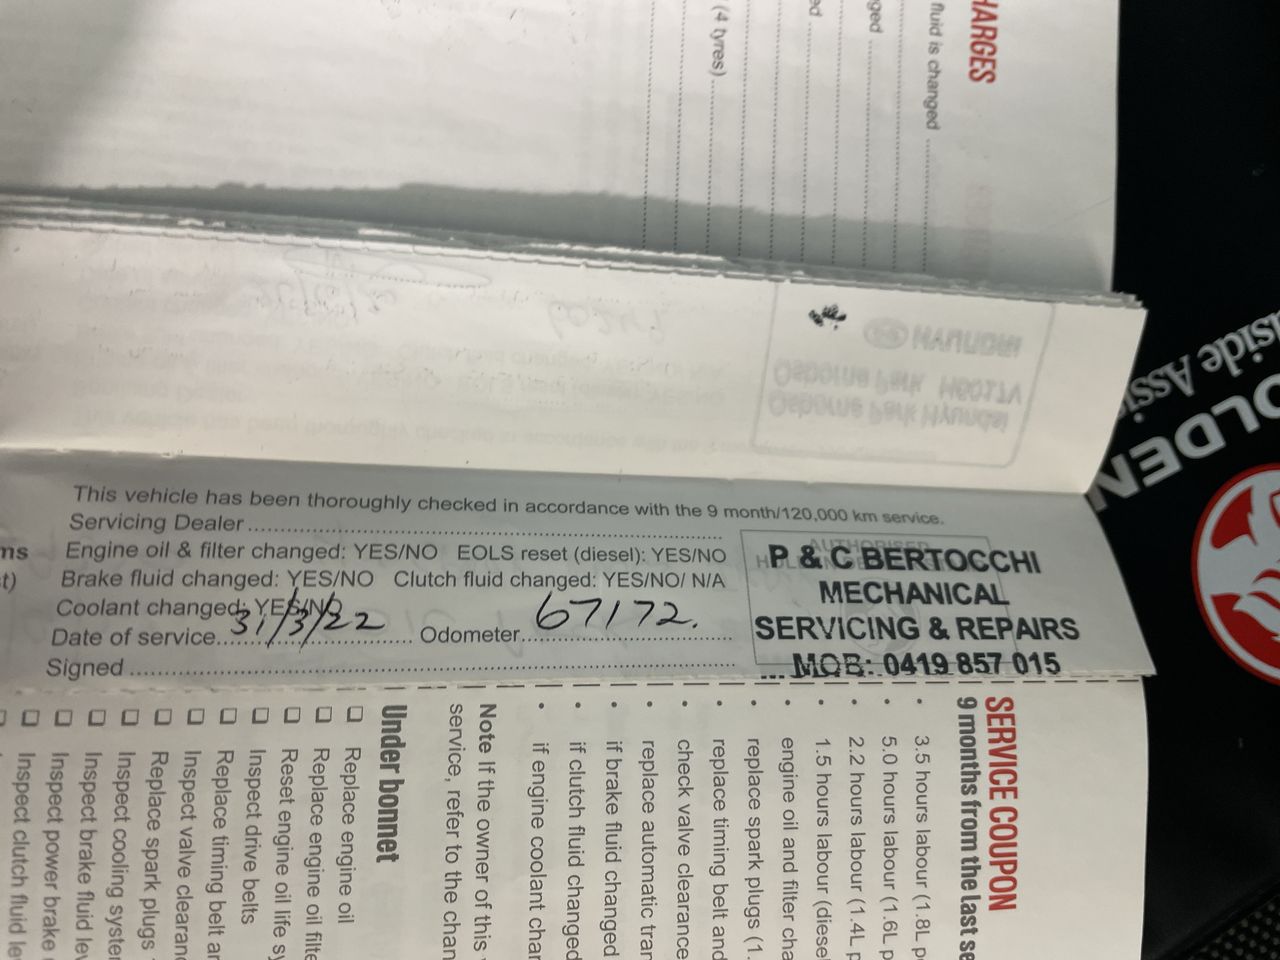 HARGES
fluid is changed
(4 tyres)
This vehicle has been thoroughly checked in accordance with the 9 month/120,000 km service.
Servicing Dealer
Engine oil & filter changed: YES/NO EOLS reset (diesel): YES/NO
Brake fluid changed: YES/NO Clutch fluid changed: YES/NO/ N/A
Coolant changed: YES/NO
Date of service 31/3/22 Odometer 67172.
Signed
P & C BERTOCCHI
MECHANICAL
SERVICING & REPAIRS
MOB: 0419 857 015
SERVICE COUPON
9 months from the last se
• 3.5 hours labour (1.8L p
• 5.0 hours labour (1.6L p
• 2.2 hours labour (1.4L p
• 1.5 hours labour (diesel
• engine oil and filter cha
• replace spark plugs (1.
• replace timing belt and
• check valve clearance
• replace automatic tran
• if brake fluid changed
• if clutch fluid changed
• if engine coolant char
Note If the owner of this
service, refer to the chan
Under bonnet
☐ Replace engine oil
☐ Replace engine oil filte
☐ Reset engine oil life sy
☐ Inspect drive belts
☐ Replace timing belt ar
☐ Inspect valve clearan
☐ Replace spark plugs
☐ Inspect cooling system
☐ Inspect brake fluid lev
☐ Inspect power brake
☐ Inspect clutch fluid lev
OLDEN
side Assi